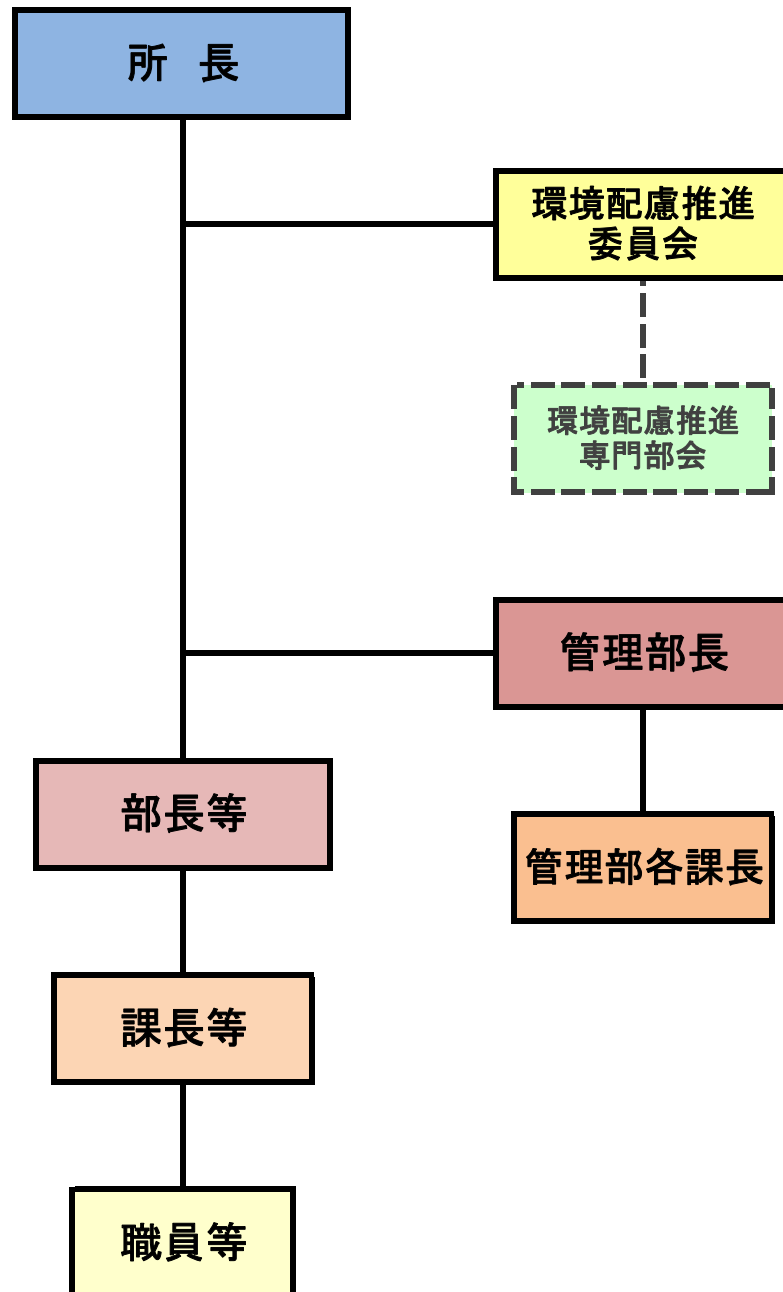 所 長
環境配慮推進
委員会
環境配慮推進
専門部会
管理部長
部長等
管理部各課長
課長等
職員等